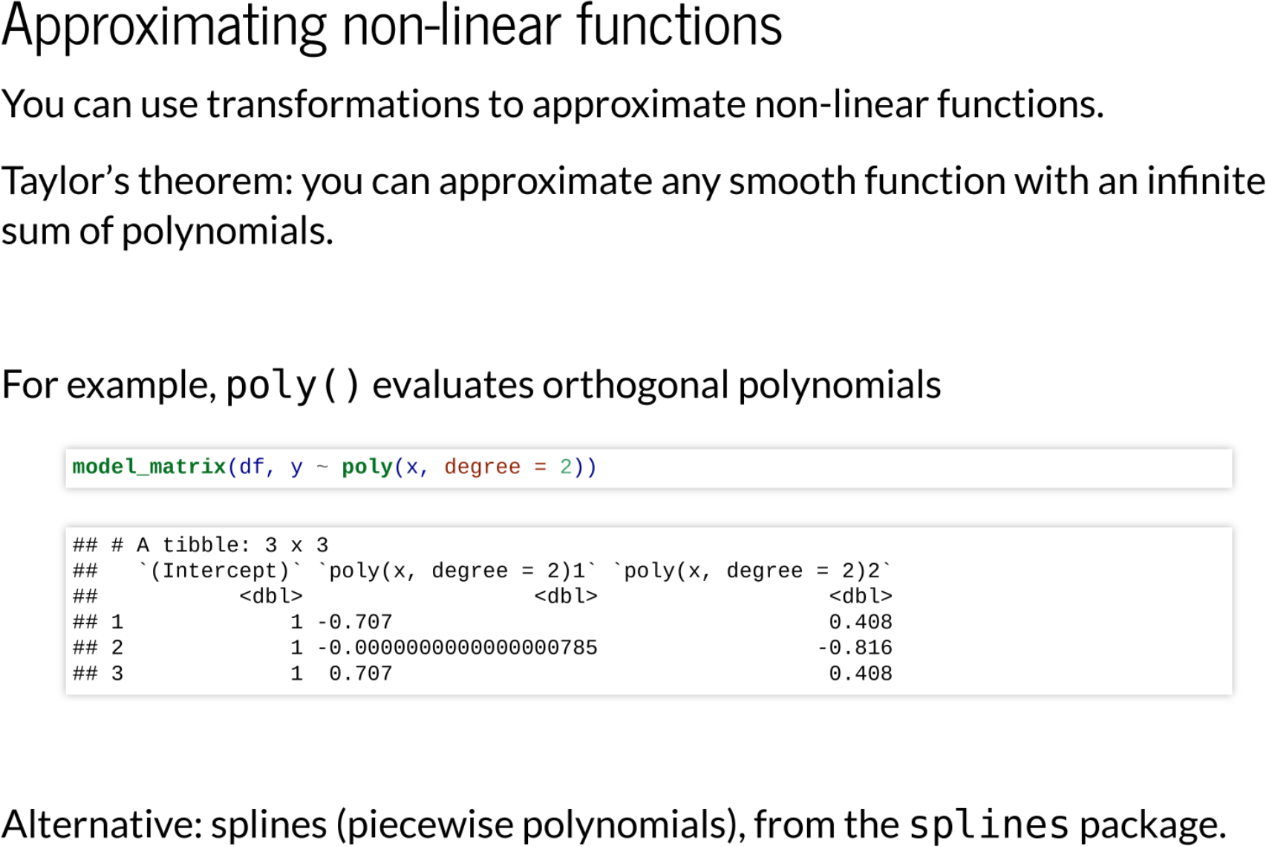 Approximating non-linear functions
You can use transformations to approximate non-linear functions.
Taylor’s theorem: you can approximate any smooth function with an infinite
sum of polynomials.
For example, poly() evaluates orthogonal polynomials
model_matrix(df, y ~ poly(x, degree = 2))
## # A tibble: 3 x 3
##   `(Intercept)` `poly(x, degree = 2)1` `poly(x, degree = 2)2`
##           <dbl>                  <dbl>                  <dbl>
## 1             1 -0.707                                  0.408
## 2             1 -0.0000000000000000785                 -0.816
## 3             1  0.707                                  0.408
Alternative: splines (piecewise polynomials), from the splines package.